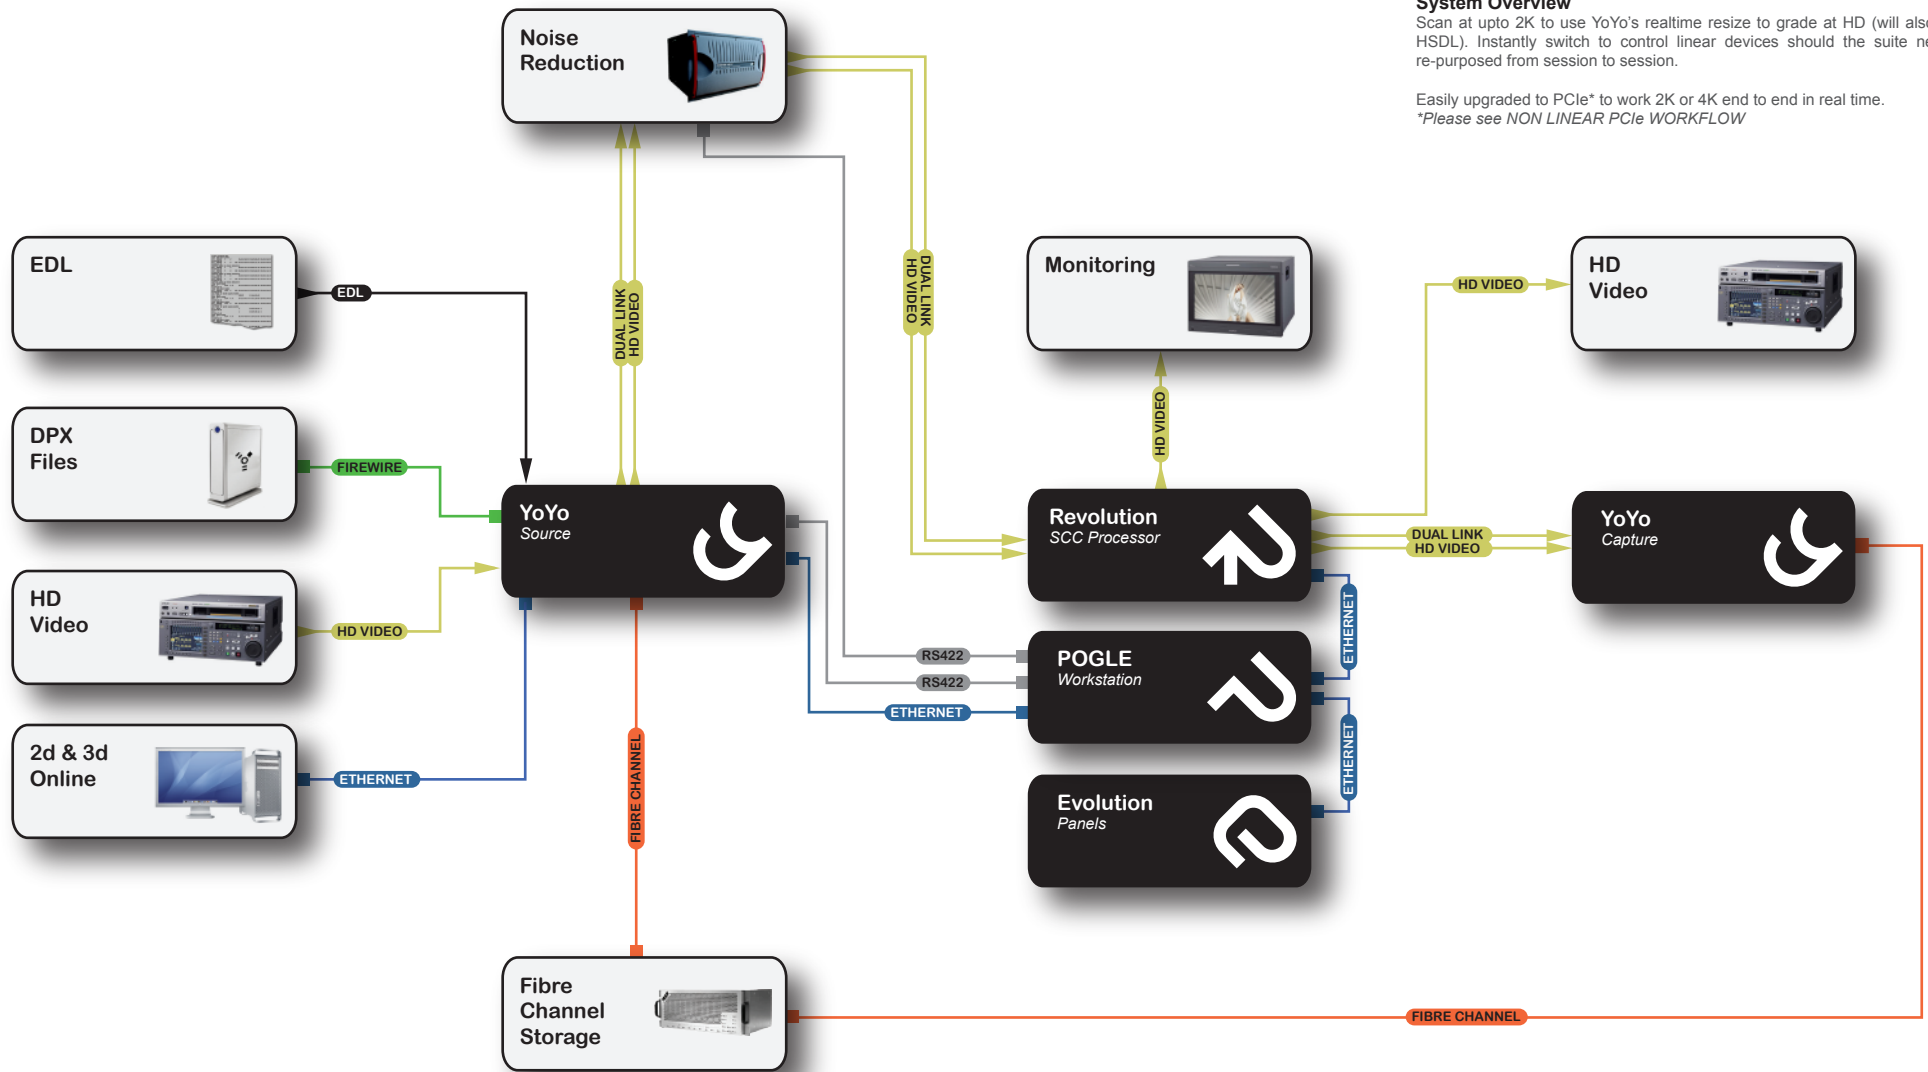 System Overview
Scan at upto 2K to use YoYo's realtime resize to grade at HD (will also
HSDL). Instantly switch to control linear devices should the suite
re-purposed from session to session.
Easily upgraded to PCIe* to work 2K or 4K end to end in real time.
*Please see NON LINEAR PCIe WORKFLOW
Noise
Reduction
EDL
EDL
DUAL LINK
HD VIDEO
DUAL LINK
HD VIDEO
Monitoring
HD VIDEO
HD
Video
HD VIDEO
DPX
Files
FIREWIRE
YoYo
Source
Revolution
SCC Processor
DUAL LINK
HD VIDEO
YoYo
Capture
HD
Video
HD VIDEO
RS422
RS422
ETHERNET
POGLE
Workstation
ETHERNET
ETHERNET
2d & 3d
Online
ETHERNET
FIBRE CHANNEL
Evolution
Panels
Fibre
Channel
Storage
FIBRE CHANNEL